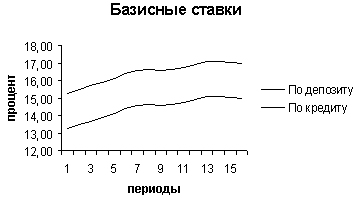 Базисные ставки
18,00
17,00
16,00
15,00
14,00
13,00
12,00
процент
1 3 5 7 9 11 13 15
периоды
По депозиту
По кредиту